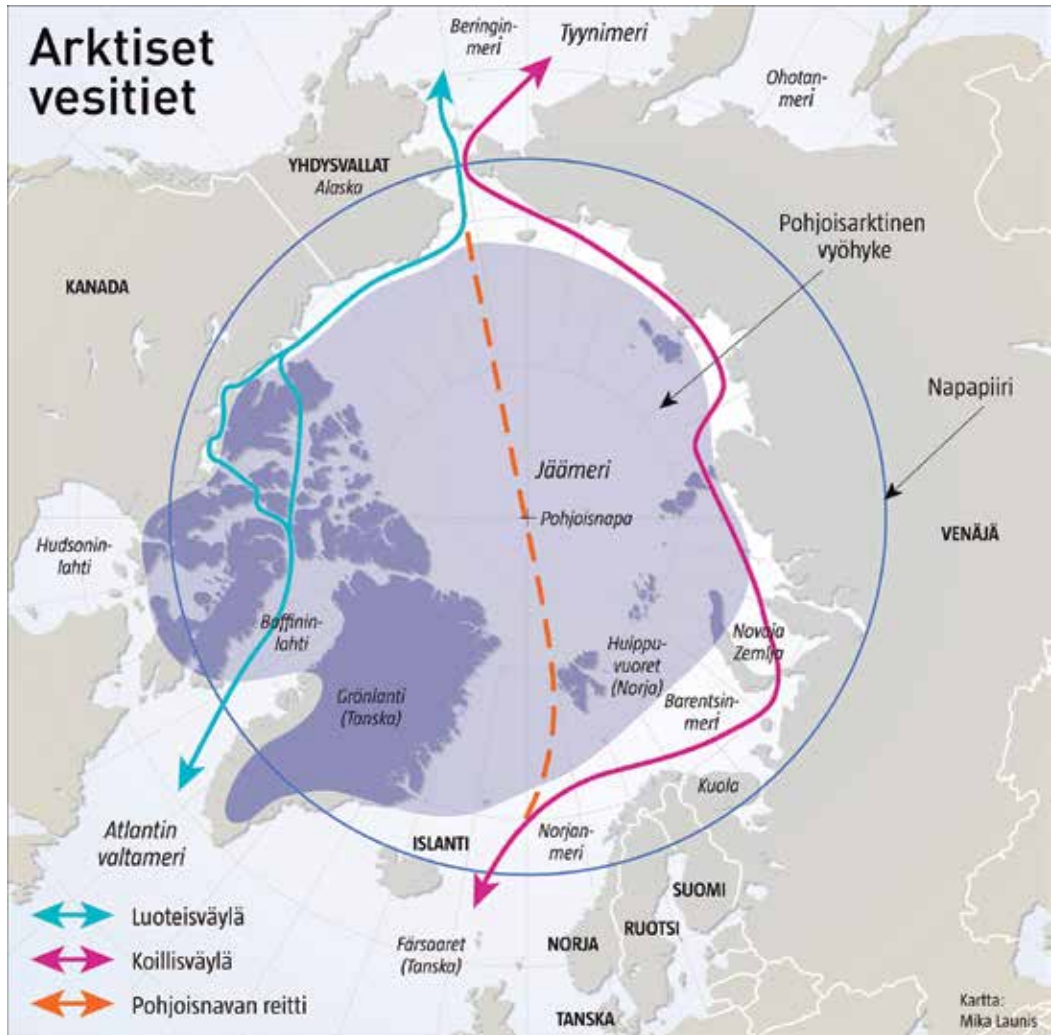 Arktiset
vesitiet
Beringin-
meri
Tyynimeri
Ohotan-
meri
YHDYSVALLAT
Alaska
Pohjoisarktinen
vyöhyke
KANADA
Napapiiri
Jäämeri
Pohjoisnapa
VENÄJÄ
Hudsonin-
lahti
Baffinin-
lahti
Novaja
Zemlja
Huippu-
vuoret
(Norja)
Grönlanti
(Tanska)
Barentsin-
meri
Kuola
Atlantin
valtameri
ISLANTI
Norjan-
meri
SUOMI
Luoteisväylä
RUOTSI
Färsaaret
(Tanska)
NORJA
Koillisväylä
Pohjoisnavan reitti
TANSKA
Kartta:
Mika Launis